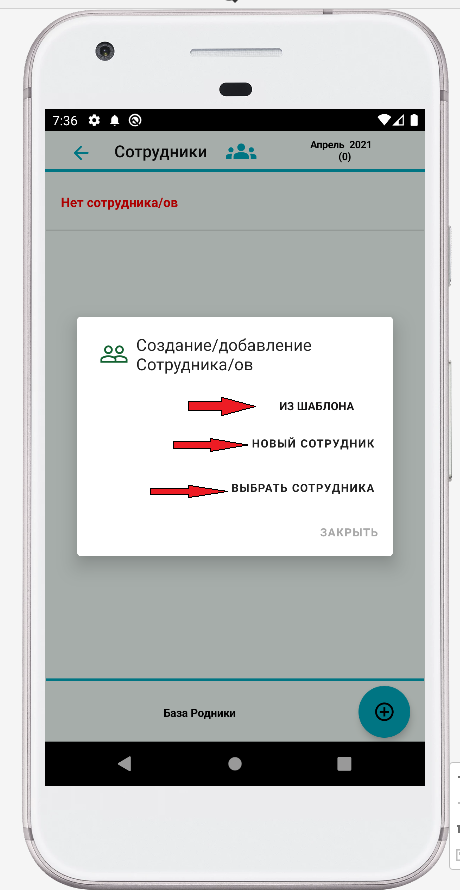 7:36
Сотрудники
Апрель 2021
(0)
Нет сотрудника/ов
Создание/добавление
Сотрудника/ов
ИЗ ШАБЛОНА
НОВЫЙ СОТРУДНИК
ВЫБРАТЬ СОТРУДНИКА
ЗАКРЫТЬ
База Родники